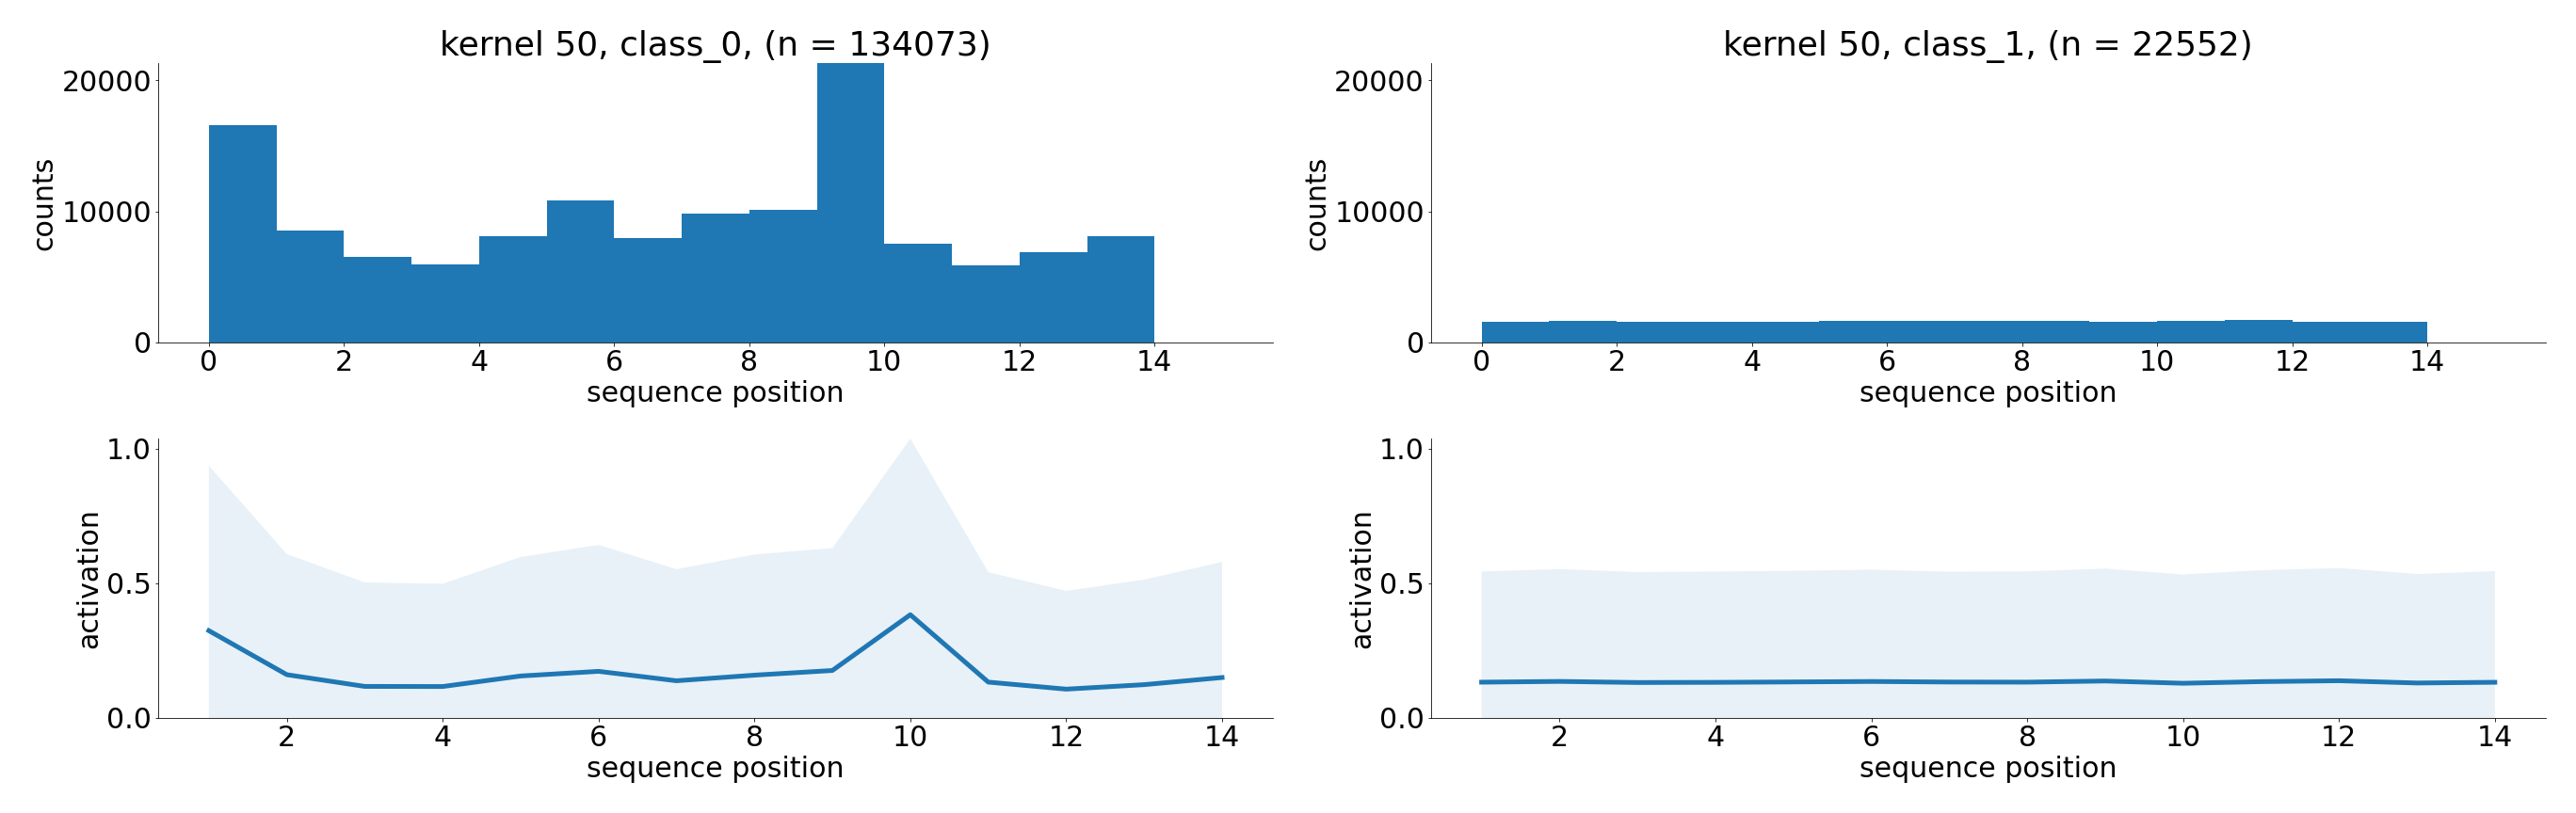 kernel 50, class_0, (n = 134073)
20000
10000
0
counts
0 2 4 6 8 10 12 14
sequence position
kernel 50, class_1, (n = 22552)
20000
10000
0
counts
0 2 4 6 8 10 12 14
sequence position
1.0
0.5
0.0
activation
2 4 6 8 10 12 14
sequence position
1.0
0.5
0.0
activation
2 4 6 8 10 12 14
sequence position